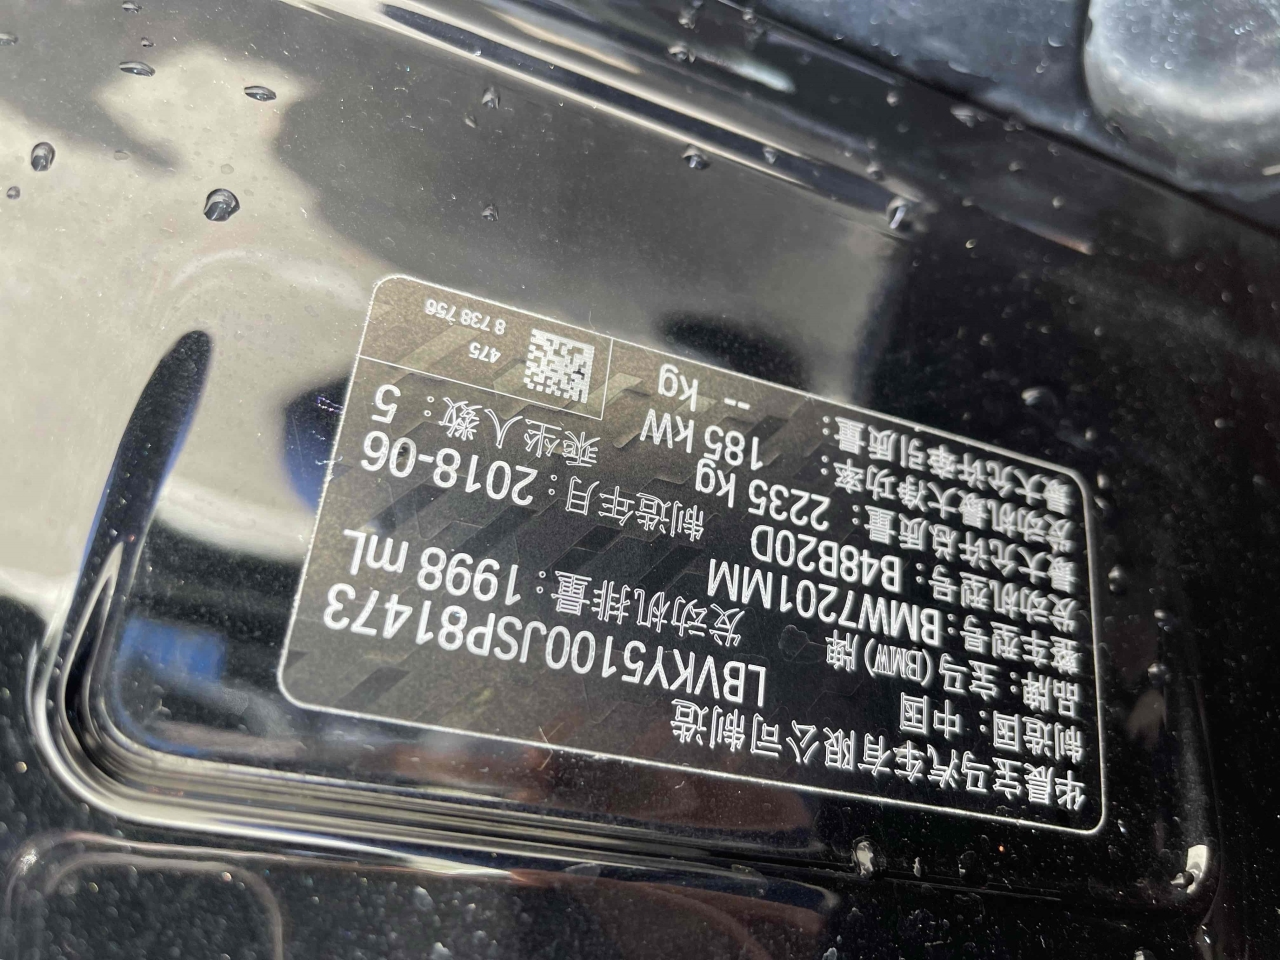 华晨宝马汽车有限公司制造
制造国：中国 LBVKY5100JSP81473
品牌：宝马(BMW)牌
整车型号：BMW7201MM 发动机排量：1998 mL
发动机型号：B48B20D
最大允许总质量：2235 kg 制造年月：2018-06
发动机最大净功率：185 kW 乘坐人数：5
最大允许牵引质量：-- kg
475
8 738 756